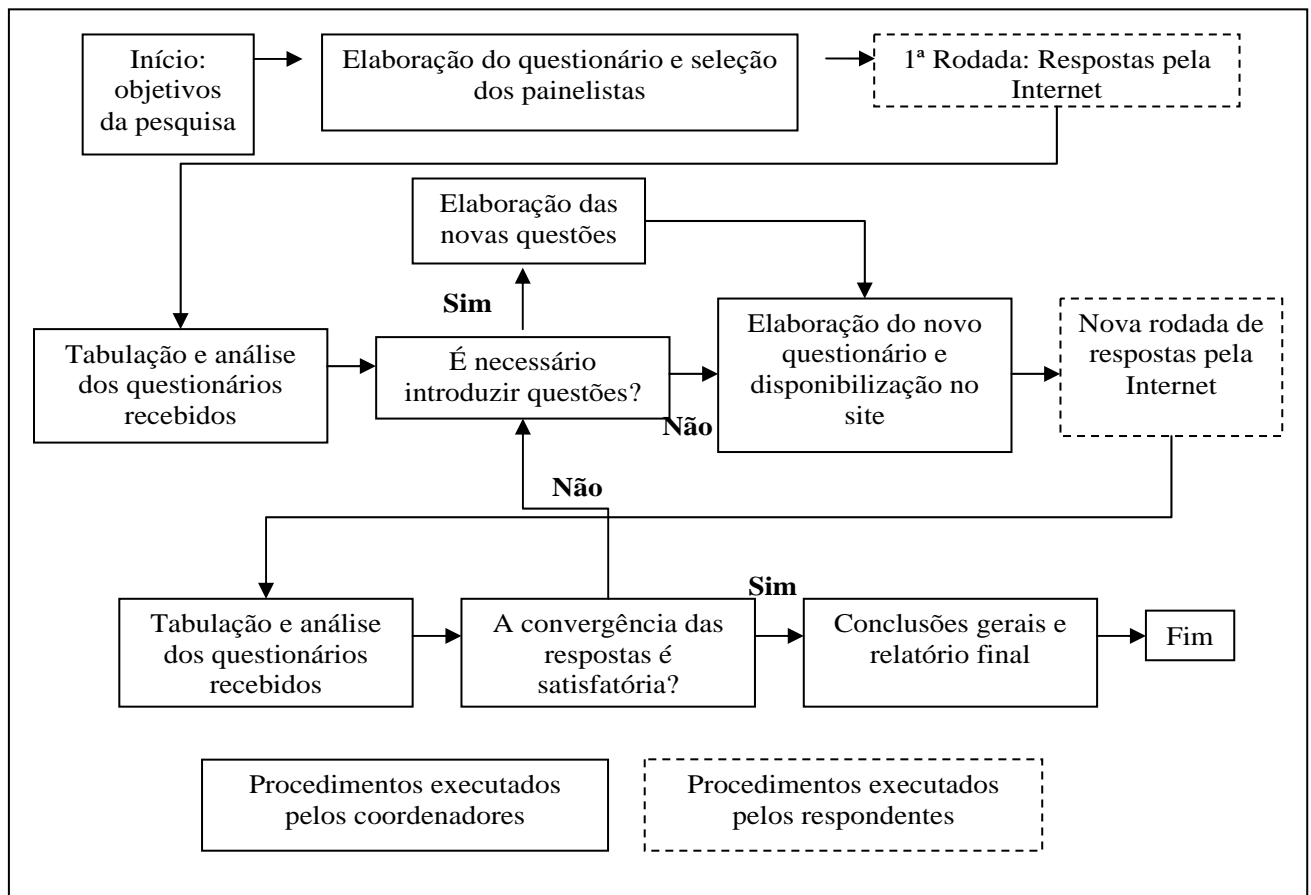 Início:
objetivos
da pesquisa
Elaboração do questionário e seleção
dos painelistas
1ª Rodada: Respostas pela
Internet
Elaboração das
novas questões
Sim
Tabulação e análise
dos questionários
recebidos
É necessário
introduzir questões?
Não
Elaboração do novo
questionário e
disponibilização no
site
Nova rodada de
respostas pela
Internet
Não
Tabulação e análise
dos questionários
recebidos
A convergência das
respostas é
satisfatória?
Sim
Conclusões gerais e
relatório final
Fim
Procedimentos executados
pelos coordenadores
Procedimentos executados
pelos respondentes